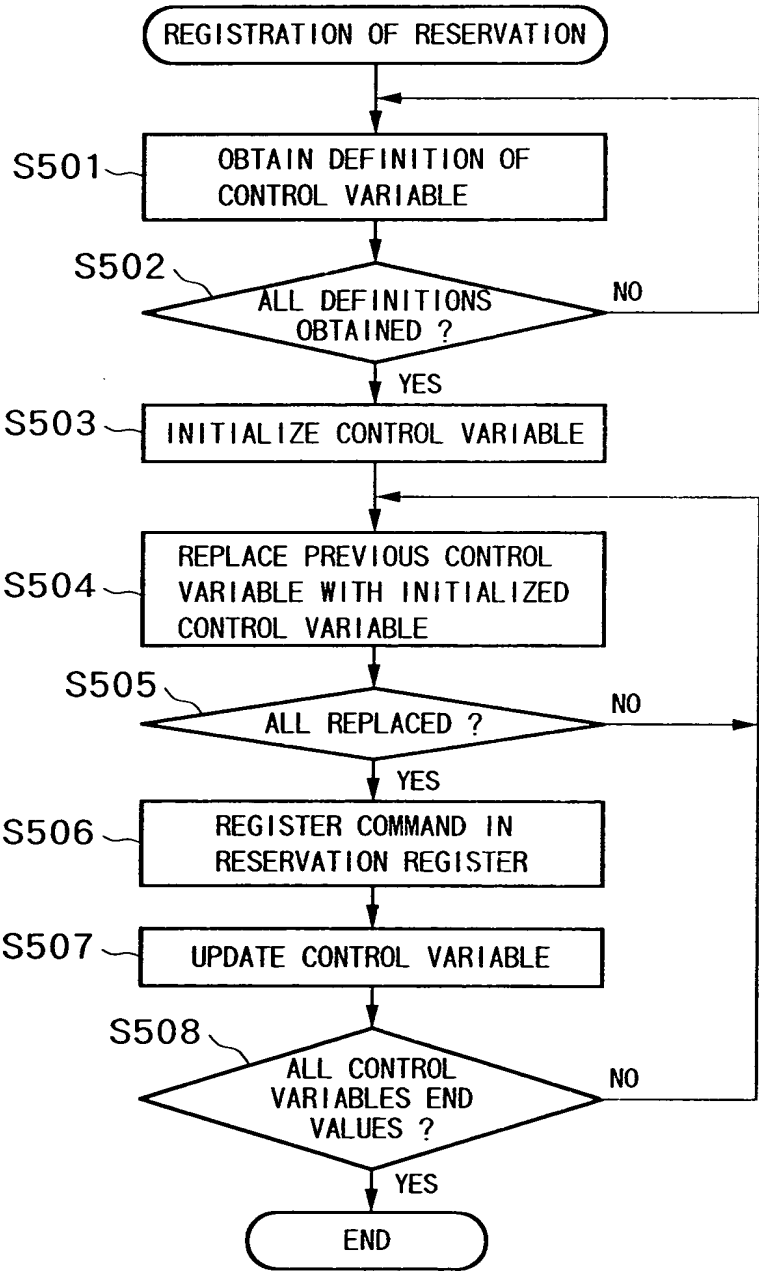 REGISTRATION OF RESERVATION
S501
OBTAIN DEFINITION OF
CONTROL VARIABLE
S502
ALL DEFINITIONS
OBTAINED ?
NO
YES
S503
INITIALIZE CONTROL VARIABLE
S504
REPLACE PREVIOUS CONTROL
VARIABLE WITH INITIALIZED
CONTROL VARIABLE
S505
ALL REPLACED ?
NO
YES
S506
REGISTER COMMAND IN
RESERVATION REGISTER
S507
UPDATE CONTROL VARIABLE
S508
ALL CONTROL
VARIABLES END
VALUES ?
NO
YES
END